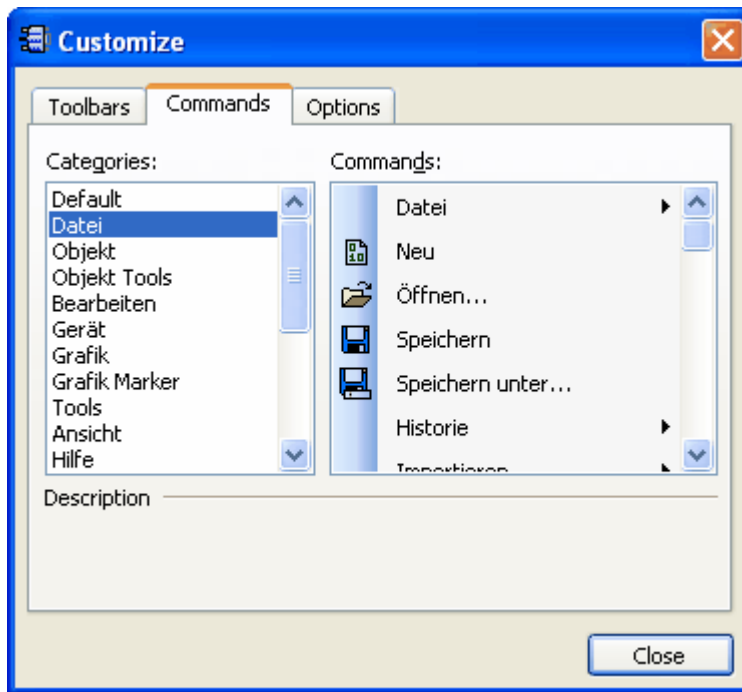 Customize
Toolbars
Commands
Options
Categories:
Default
Datei
Objekt
Objekt Tools
Bearbeiten
Gerät
Grafik
Grafik Marker
Tools
Ansicht
Hilfe
Commands:
Datei
Neu
Öffnen...
Speichern
Speichern unter...
Historie
Importieren
Description
Close